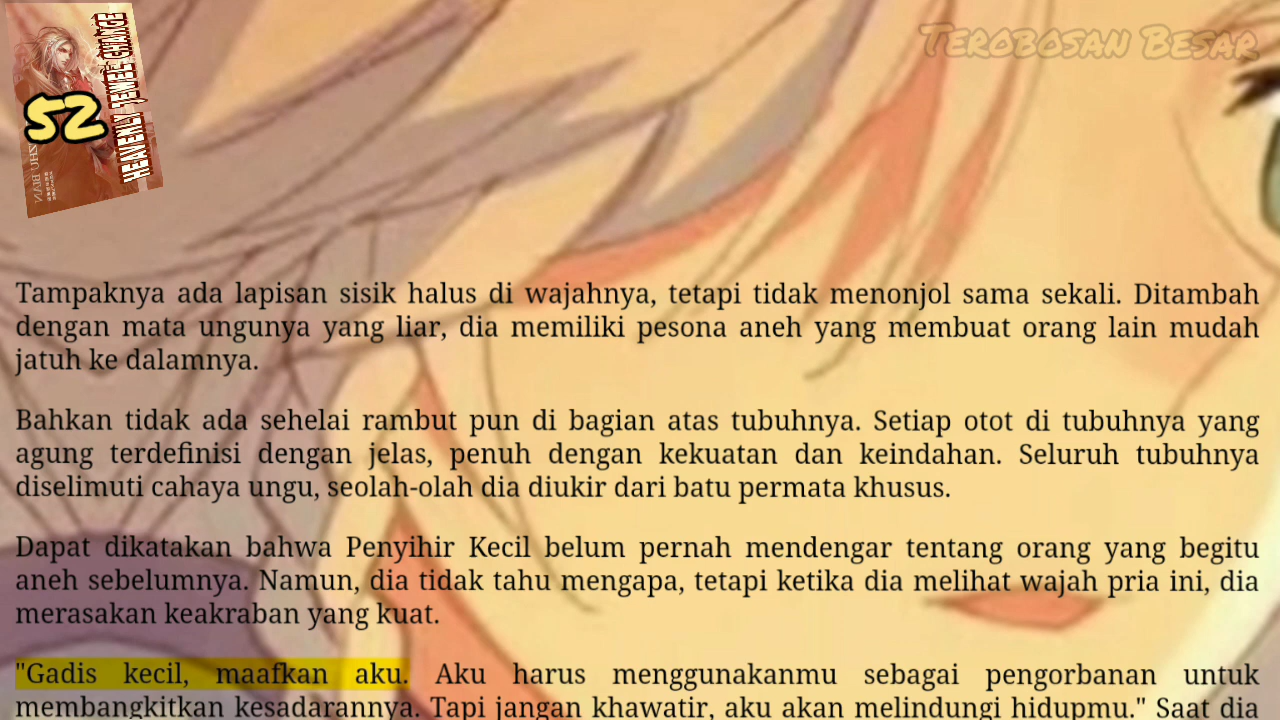 Terobosan Besar
HEAVENLY JEWEL CHANGE
52
ZHU BIAN
Tampaknya ada lapisan sisik halus di wajahnya, tetapi tidak menonjol sama sekali. Ditambah
dengan mata ungunya yang liar, dia memiliki pesona aneh yang membuat orang lain mudah
jatuh ke dalamnya.
Bahkan tidak ada sehelai rambut pun di bagian atas tubuhnya. Setiap otot di tubuhnya yang
agung terdefinisi dengan jelas, penuh dengan kekuatan dan keindahan. Seluruh tubuhnya
diselimuti cahaya ungu, seolah-olah dia diukir dari batu permata khusus.
Dapat dikatakan bahwa Penyihir Kecil belum pernah mendengar tentang orang yang begitu
aneh sebelumnya. Namun, dia tidak tahu mengapa, tetapi ketika dia melihat wajah pria ini, dia
merasakan keakraban yang kuat.
"Gadis kecil, maafkan aku. Aku harus menggunakanmu sebagai pengorbanan untuk
membangkitkan kesadarannya. Tapi jangan khawatir, aku akan melindungi hidupmu." Saat dia